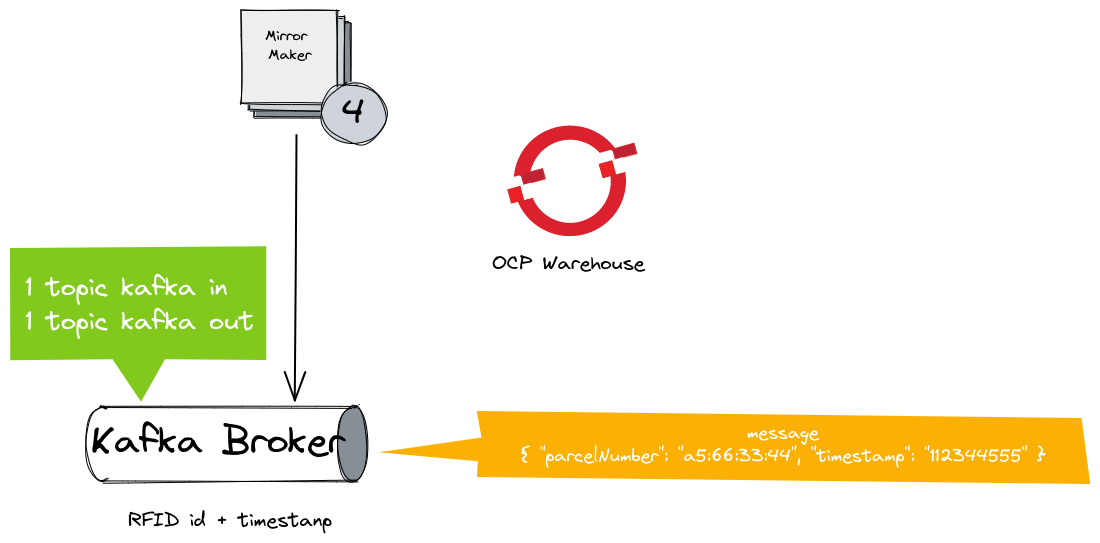 Mirror
Maker
4
OCP Warehouse
1 topic kafka in
1 topic kafka out
Kafka Broker
message
{ "parcelNumber": "a5:66:33:44", "timestamp": "112344555" }
RFID id + timestanp